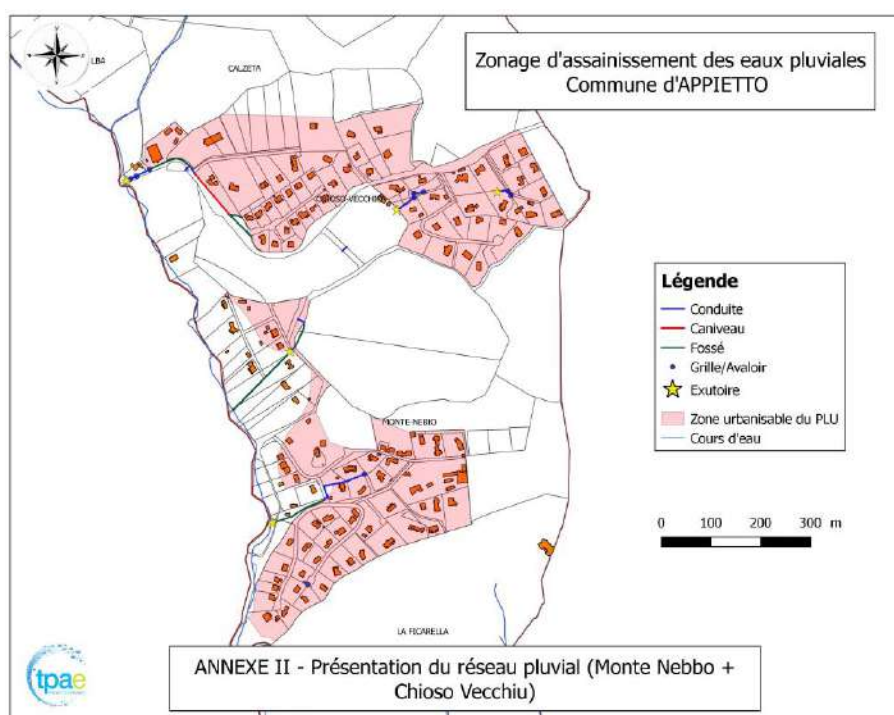 Zonage d'assainissement des eaux pluviales
Commune d'APPIETTO
LBA
CALZETA
CHIOSO-VECCHIU
Légende
Conduite
Caniveau
Fossé
Grille/Avaloir
Exutoire
Zone urbanisable du PLU
Cours d'eau
MONTE-NEBIO
0 100 200 300 m
LA FICARELLA
tpae
ANNEXE II - Présentation du réseau pluvial (Monte Nebbo +
Chioso Vecchiu)